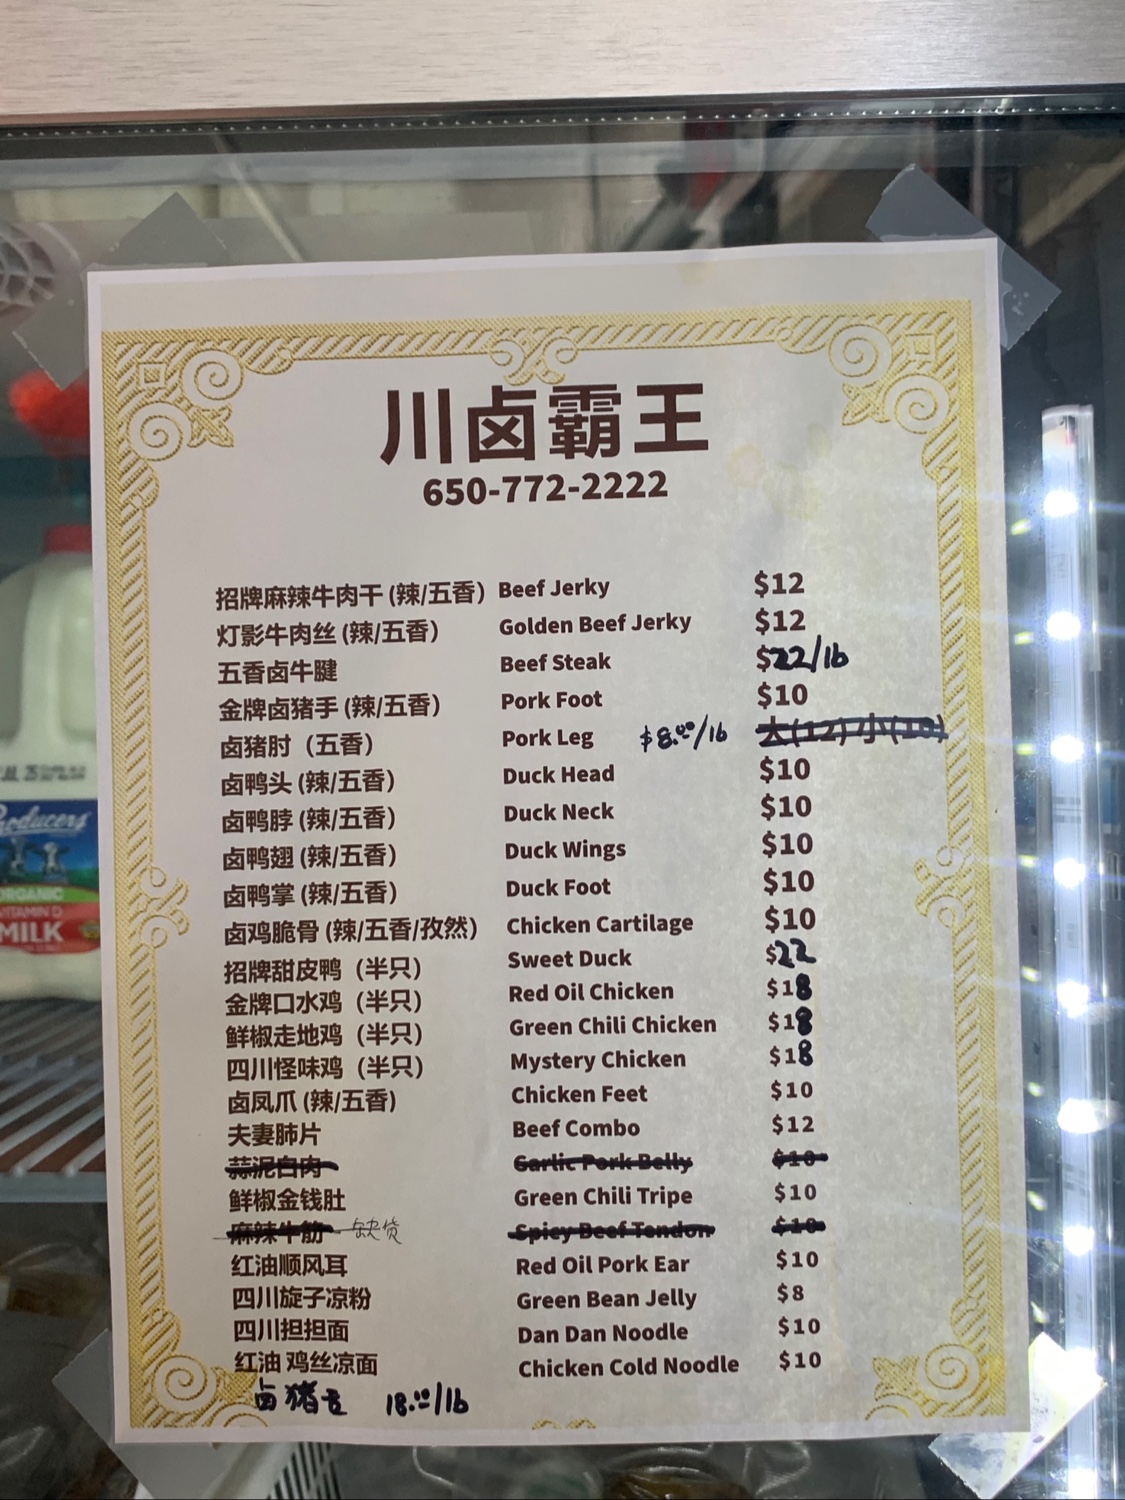 川卤霸王
650-772-2222
招牌麻辣牛肉干 (辣/五香) Beef Jerky $12
灯影牛肉丝 (辣/五香) Golden Beef Jerky $12
五香卤牛腱 Beef Steak $22/lb
金牌卤猪手 (辣/五香) Pork Foot $10
卤猪肘 (五香) Pork Leg $8.00/lb 大(12)小(10)
卤鸭头 (辣/五香) Duck Head $10
卤鸭脖 (辣/五香) Duck Neck $10
卤鸭翅 (辣/五香) Duck Wings $10
卤鸭掌 (辣/五香) Duck Foot $10
卤鸡脆骨 (辣/五香/孜然) Chicken Cartilage $10
招牌甜皮鸭 (半只) Sweet Duck $22
金牌口水鸡 (半只) Red Oil Chicken $18
鲜椒走地鸡 (半只) Green Chili Chicken $18
四川怪味鸡 (半只) Mystery Chicken $18
卤凤爪 (辣/五香) Chicken Feet $10
夫妻肺片 Beef Combo $12
蒜泥白肉 Garlic Pork Belly $10
鲜椒金钱肚 Green Chili Tripe $10
麻辣牛筋 缺货 Spicy Beef Tendon $10
红油顺风耳 Red Oil Pork Ear $10
四川旋子凉粉 Green Bean Jelly $8
四川担担面 Dan Dan Noodle $10
红油 鸡丝凉面 Chicken Cold Noodle $10
卤猪舌 18.00/lb
Producers
ORGANIC
VITAMIN D
MILK